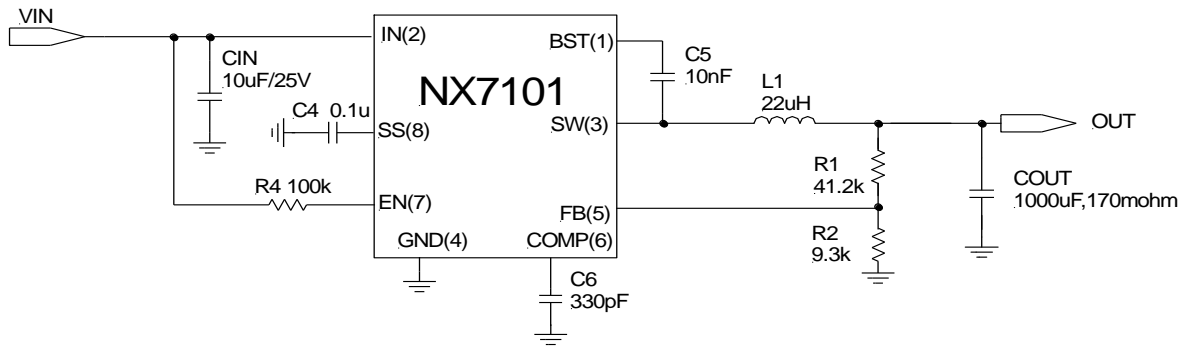 VIN
IN(2)
BST(1)
CIN
10uF/25V
C5
10nF
NX7101
L1
22uH
C4 0.1u
SS(8)
SW(3)
OUT
R1
41.2k
R4 100k
EN(7)
FB(5)
COUT
1000uF,170mohm
GND(4)
COMP(6)
R2
9.3k
C6
330pF